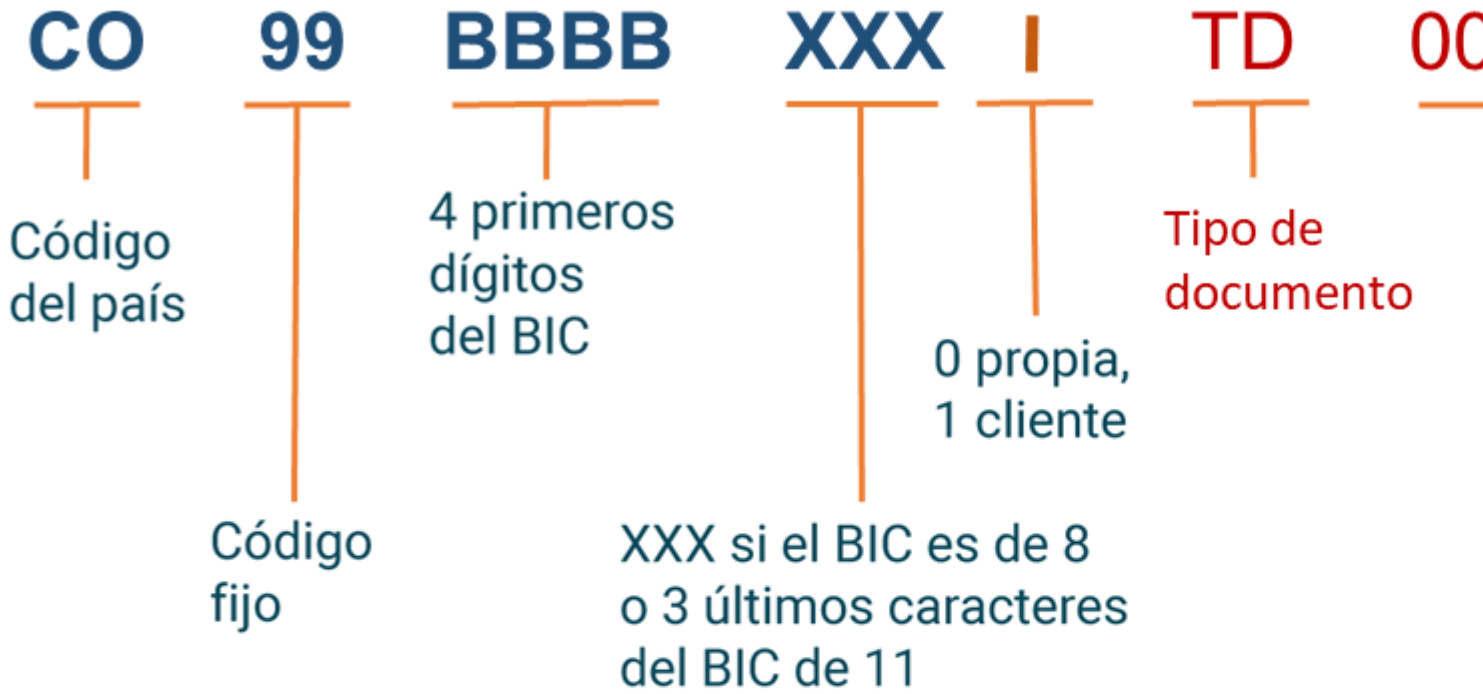 CO 99 BBBB XXX I TD 00
Código
del país
4 primeros
dígitos
del BIC
Tipo de
documento
0 propia,
1 cliente
Código
fijo
XXX si el BIC es de 8
o 3 últimos caracteres
del BIC de 11